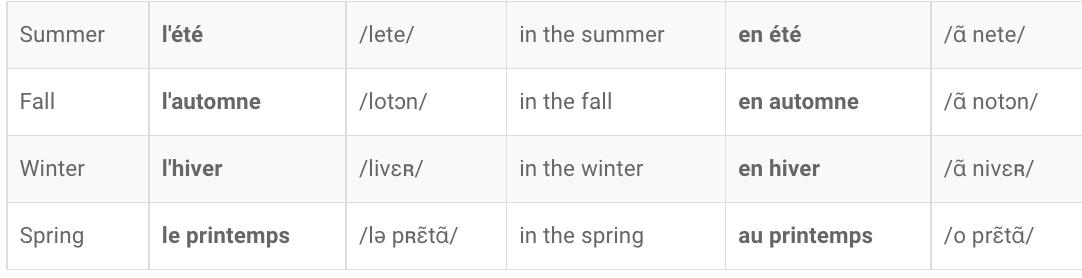 Summer l'été /lete/ in the summer en été /ɑ̃ nete/
Fall l'automne /lotɔn/ in the fall en automne /ɑ̃ notɔn/
Winter l'hiver /livɛʀ/ in the winter en hiver /ɑ̃ nivɛʀ/
Spring le printemps /lə pʀɛ̃tɑ̃/ in the spring au printemps /o prɛ̃tɑ̃/